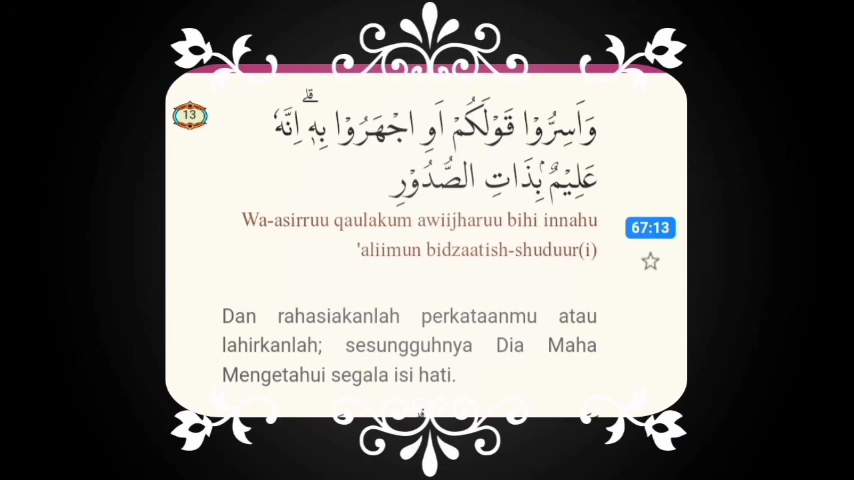 13
وَاَسِرُّوْا قَوْلَكُمْ اَوِ اجْهَرُوْا بِهٖۗ اِنَّهٗ
عَلِيْمٌۢ بِذَاتِ الصُّدُوْرِ
Wa-asirruu qaulakum awiijharuu bihi innahu
'aliimun bidzaatish-shuduur(i)
67:13
Dan rahasiakanlah perkataanmu atau
lahirkanlah; sesungguhnya Dia Maha
Mengetahui segala isi hati.